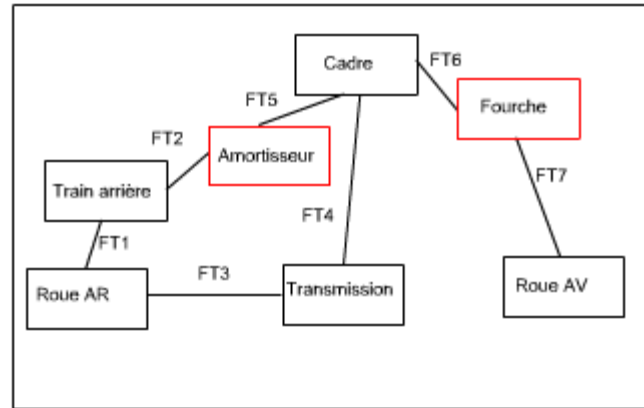 Cadre
FT6
Fourche
FT5
FT2
Amortisseur
Train arrière
FT7
FT4
FT1
FT3
Roue AR
Transmission
Roue AV